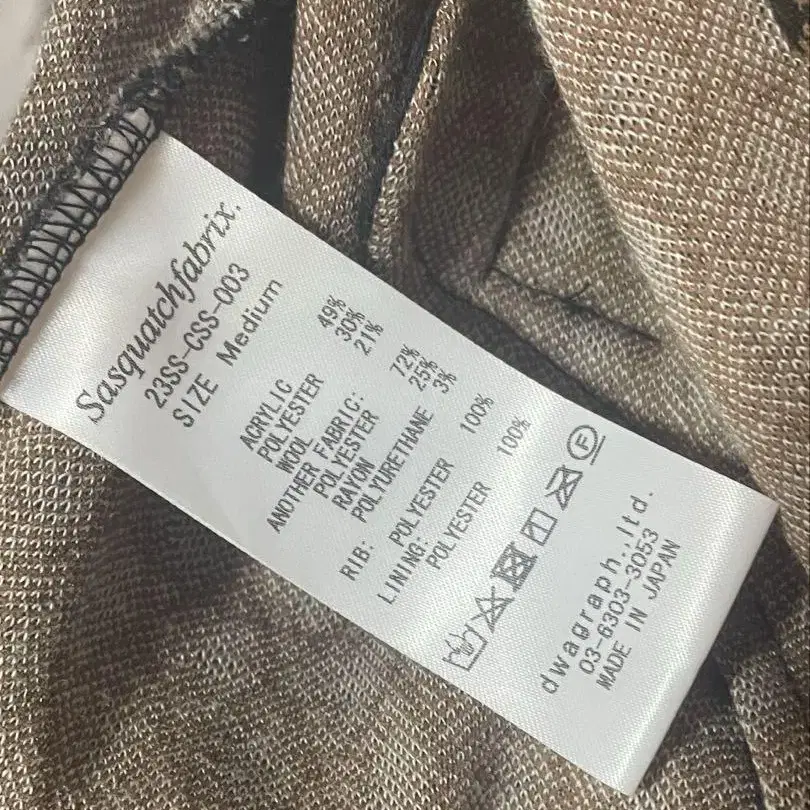 Sasquatchfabrix.
23SS-CSS-003
SIZE Medium
ACRYLIC 49%
POLYESTER 30%
WOOL 21%
ANOTHER FABRIC:
POLYESTER 72%
RAYON 25%
POLYURETHANE 3%
RIB: POLYESTER 100%
LINING:
POLYESTER 100%
F
dwagraph.,ltd.
03-6303-3053
MADE IN JAPAN